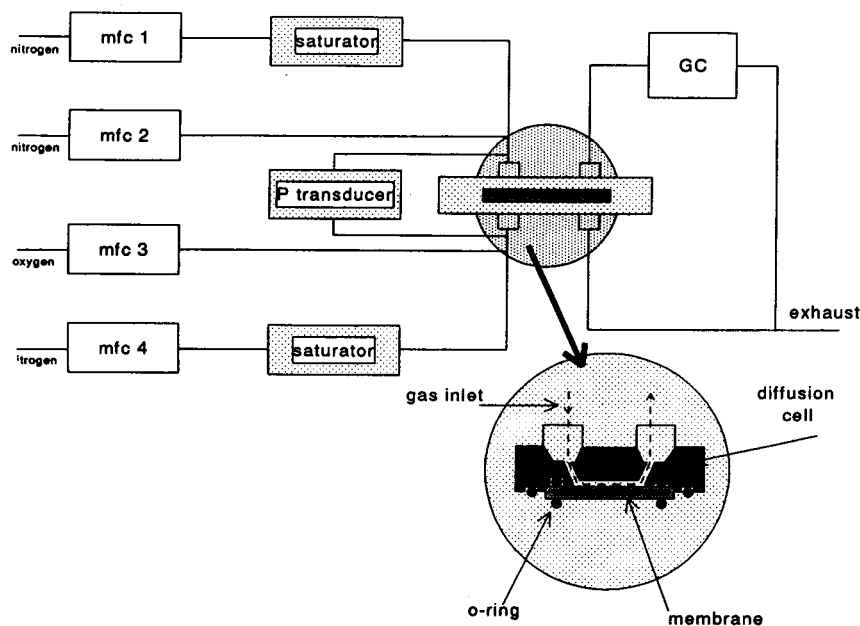 nitrogen
mfc 1
saturator
GC
nitrogen
mfc 2
P transducer
oxygen
mfc 3
exhaust
itrogen
mfc 4
saturator
gas inlet
diffusion
cell
o-ring
membrane